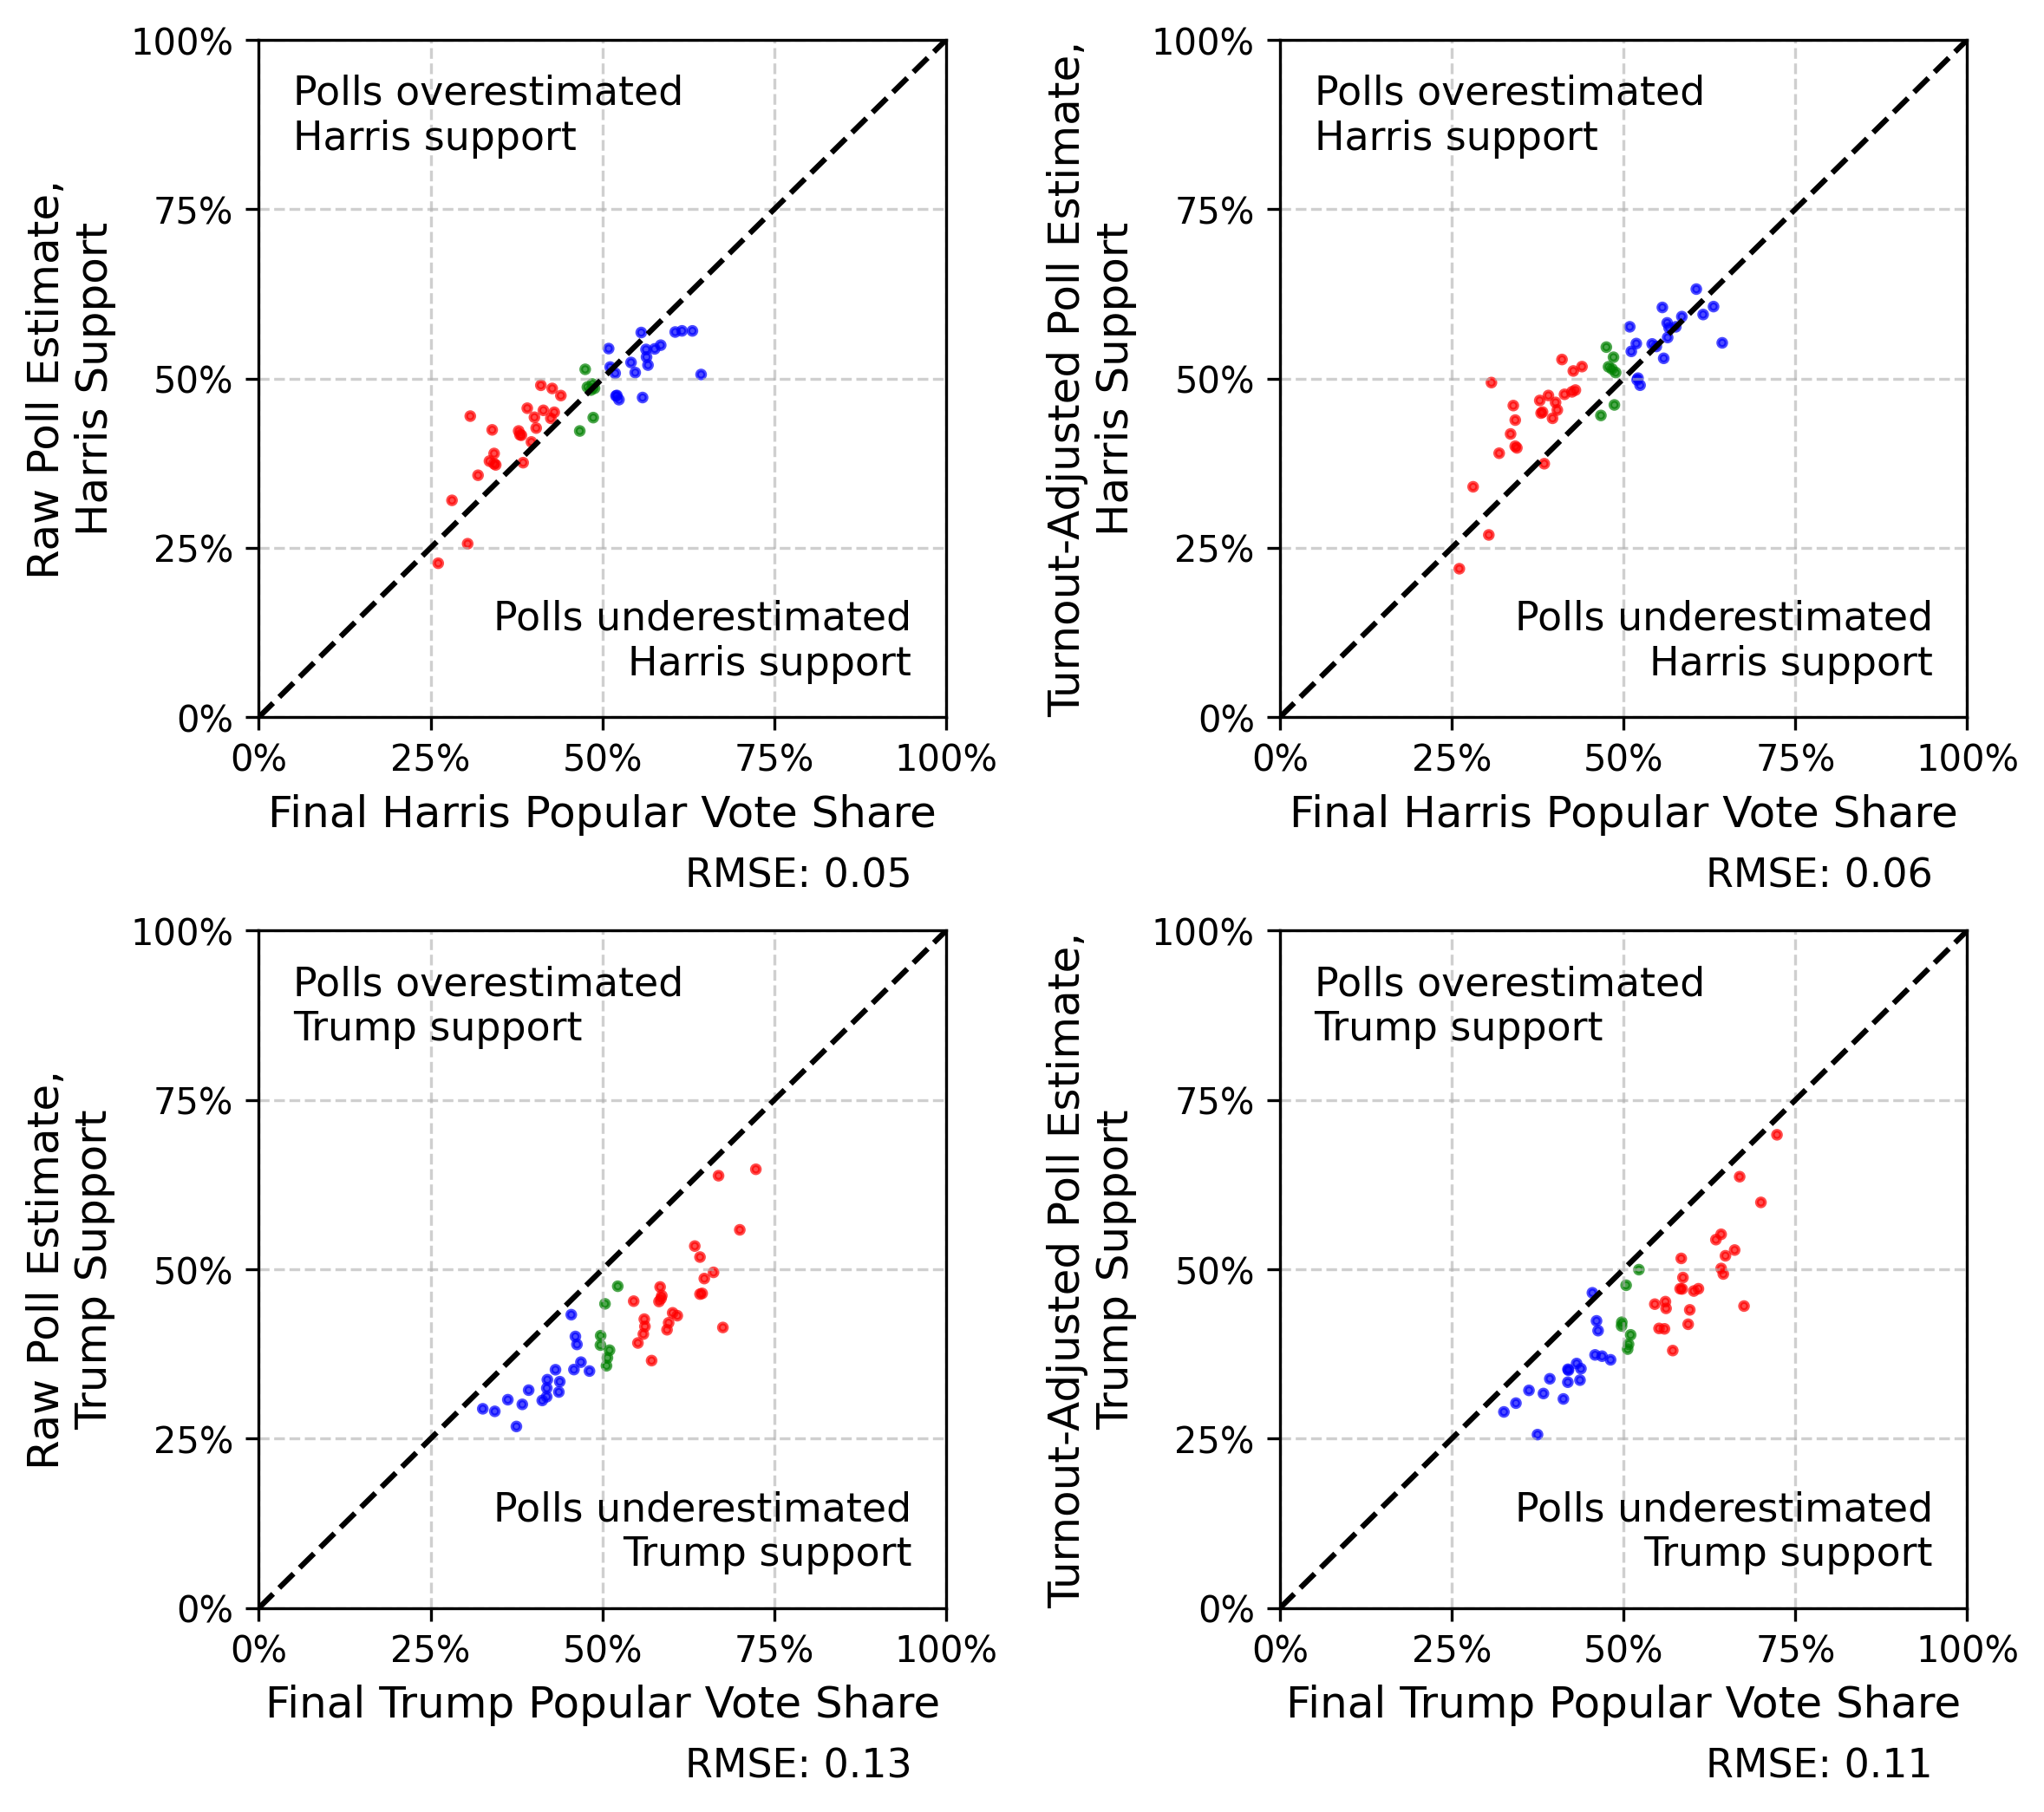 100%
75%
50%
25%
0%
Raw Poll Estimate,
Harris Support
Polls overestimated
Harris support
Polls underestimated
Harris support
0%
25%
50%
75%
100%
Final Harris Popular Vote Share
RMSE: 0.05
100%
75%
50%
25%
0%
Turnout-Adjusted Poll Estimate,
Harris Support
Polls overestimated
Harris support
Polls underestimated
Harris support
0%
25%
50%
75%
100%
Final Harris Popular Vote Share
RMSE: 0.06
100%
75%
50%
25%
0%
Raw Poll Estimate,
Trump Support
Polls overestimated
Trump support
Polls underestimated
Trump support
0%
25%
50%
75%
100%
Final Trump Popular Vote Share
RMSE: 0.13
100%
75%
50%
25%
0%
Turnout-Adjusted Poll Estimate,
Trump Support
Polls overestimated
Trump support
Polls underestimated
Trump support
0%
25%
50%
75%
100%
Final Trump Popular Vote Share
RMSE: 0.11